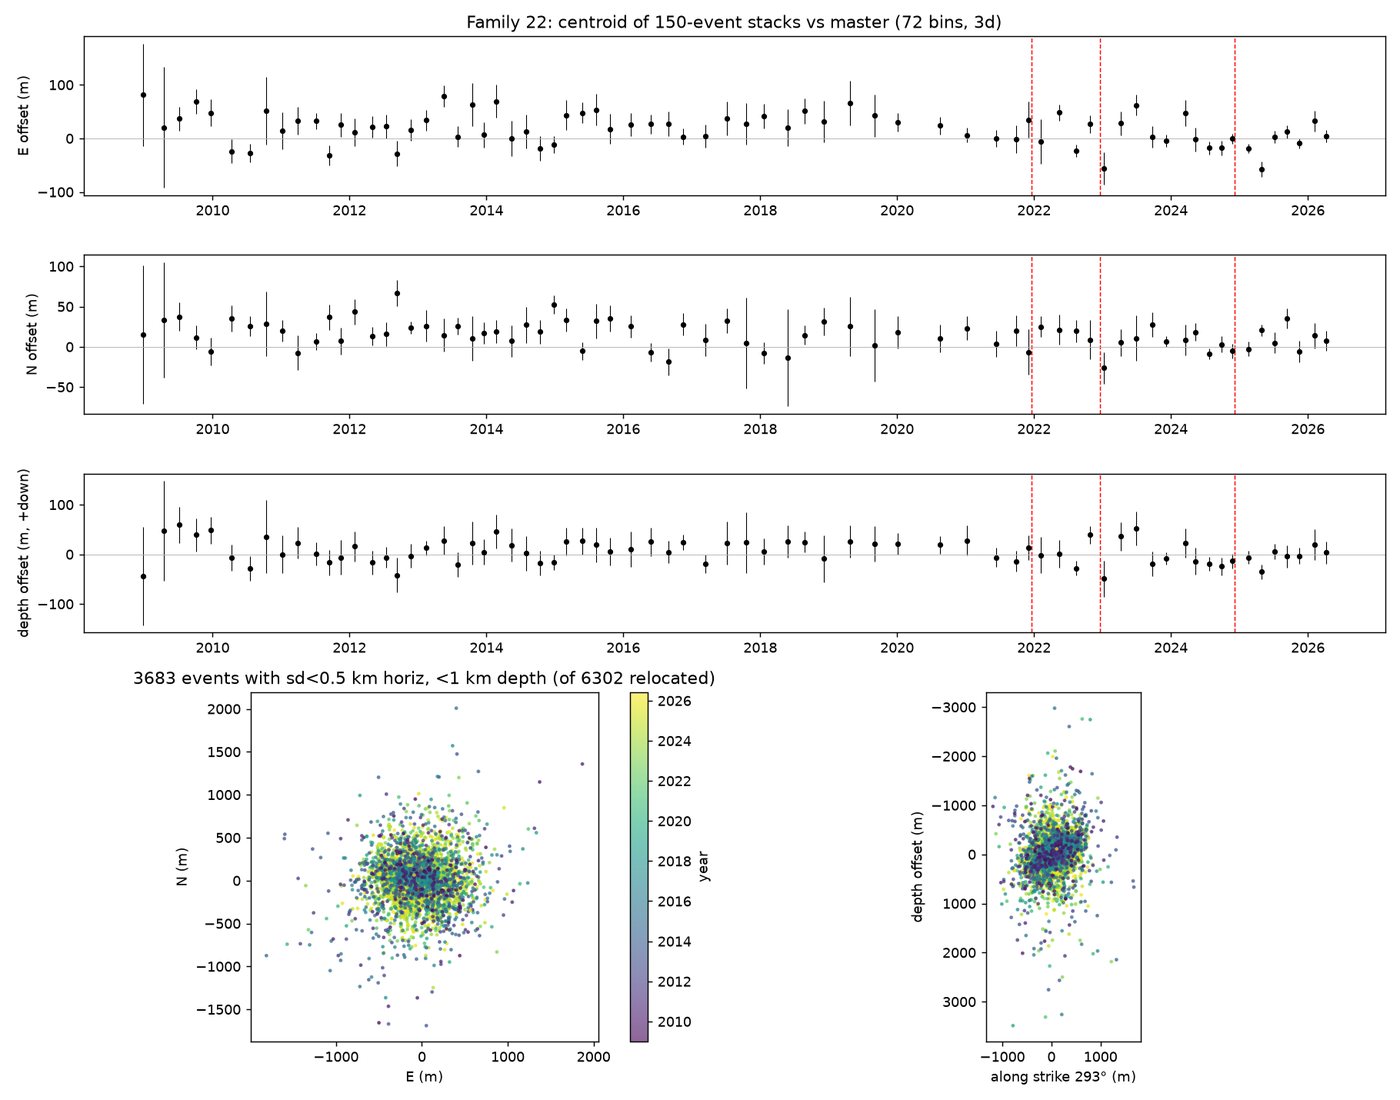 Family 22: centroid of 150-event stacks vs master (72 bins, 3d)
E offset (m)
100
0
−100
2010 2012 2014 2016 2018 2020 2022 2024 2026
N offset (m)
100
50
0
−50
2010 2012 2014 2016 2018 2020 2022 2024 2026
depth offset (m, +down)
100
0
−100
2010 2012 2014 2016 2018 2020 2022 2024 2026
3683 events with sd<0.5 km horiz, <1 km depth (of 6302 relocated)
N (m)
2000
1500
1000
500
0
−500
−1000
−1500
−1000 0 1000 2000
E (m)
2026
2024
2022
2020
2018
2016
2014
2012
2010
year
depth offset (m)
−3000
−2000
−1000
0
1000
2000
3000
−1000 0 1000
along strike 293° (m)